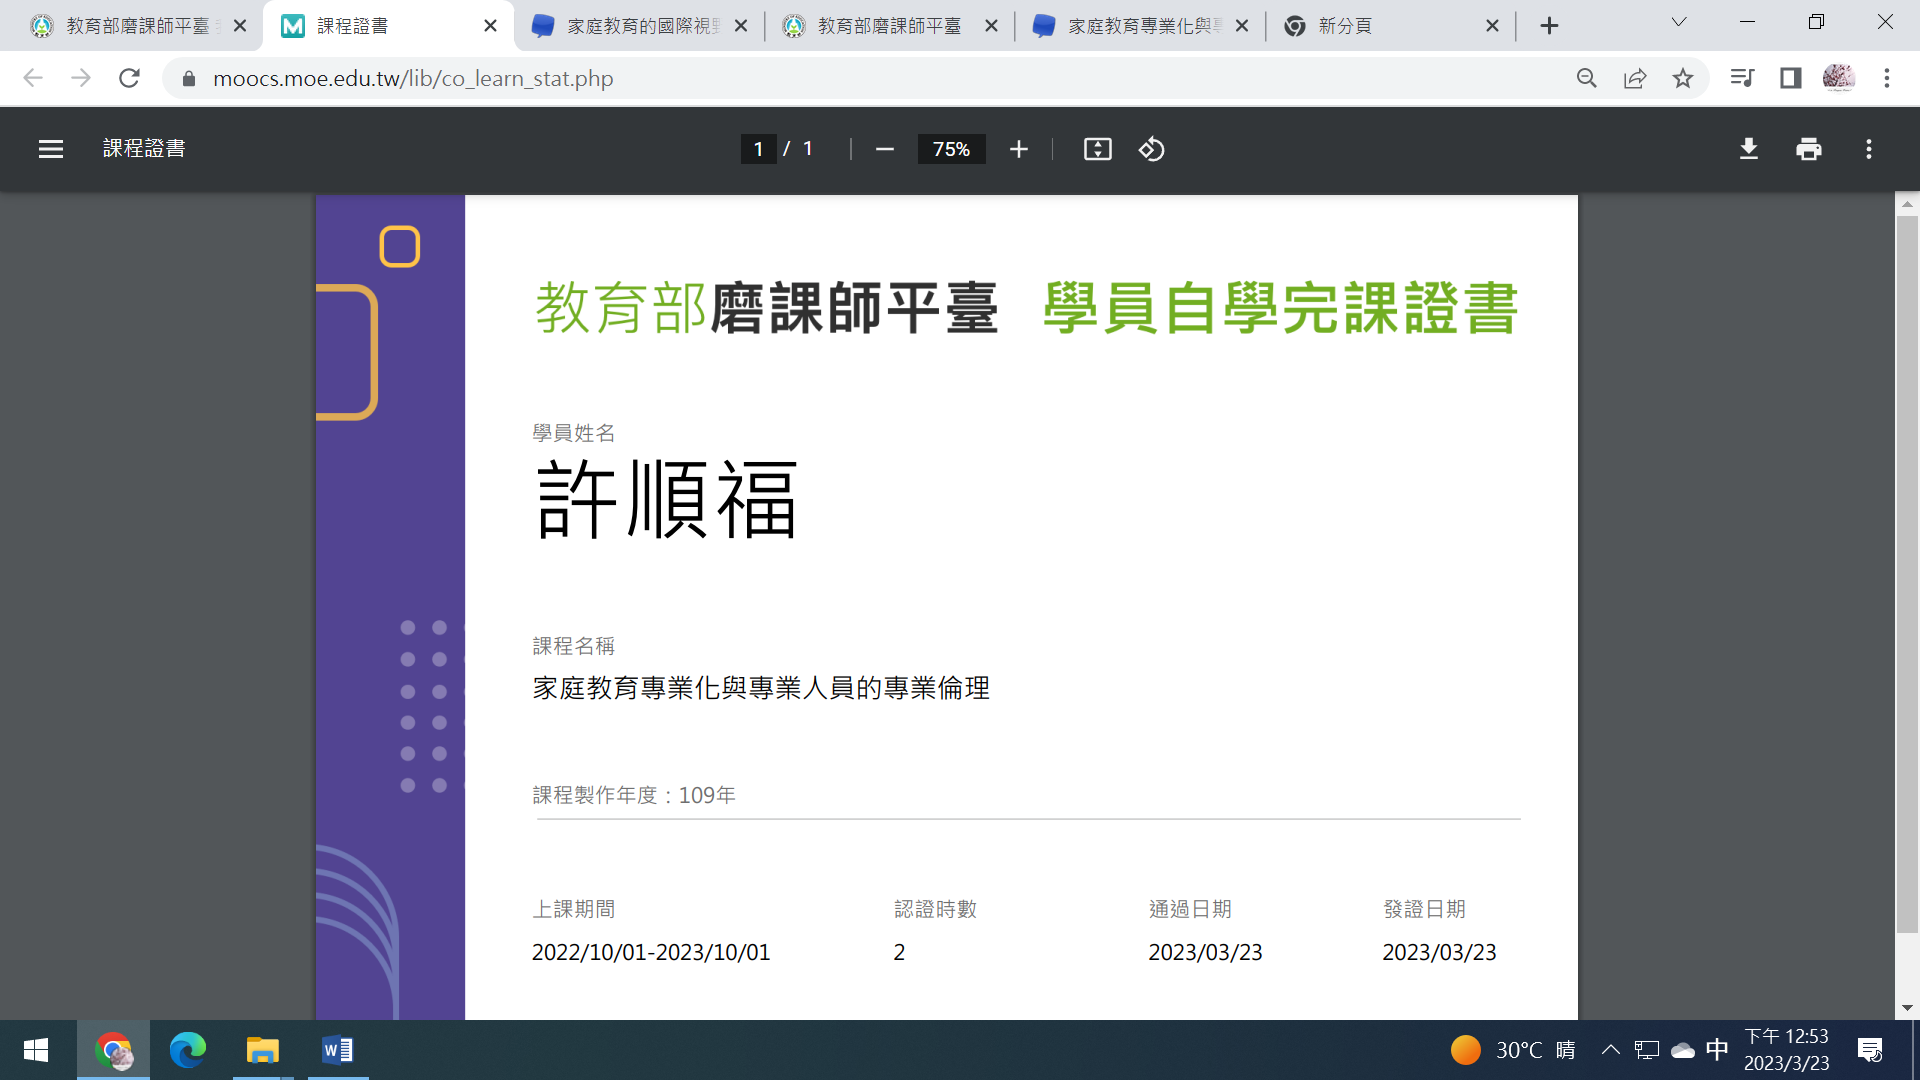 教育部磨課師平臺
課程證書
家庭教育的國際視野
教育部磨課師平臺
家庭教育專業化與專
新分頁
moocs.moe.edu.tw/lib/co_learn_stat.php
課程證書
1 / 1
75%
教育部磨課師平臺 學員自學完課證書
學員姓名
許順福
課程名稱
家庭教育專業化與專業人員的專業倫理
課程製作年度：109年
上課期間 認證時數 通過日期 發證日期
2022/10/01-2023/10/01 2 2023/03/23 2023/03/23
30°C 晴
中
下午 12:53
2023/3/23